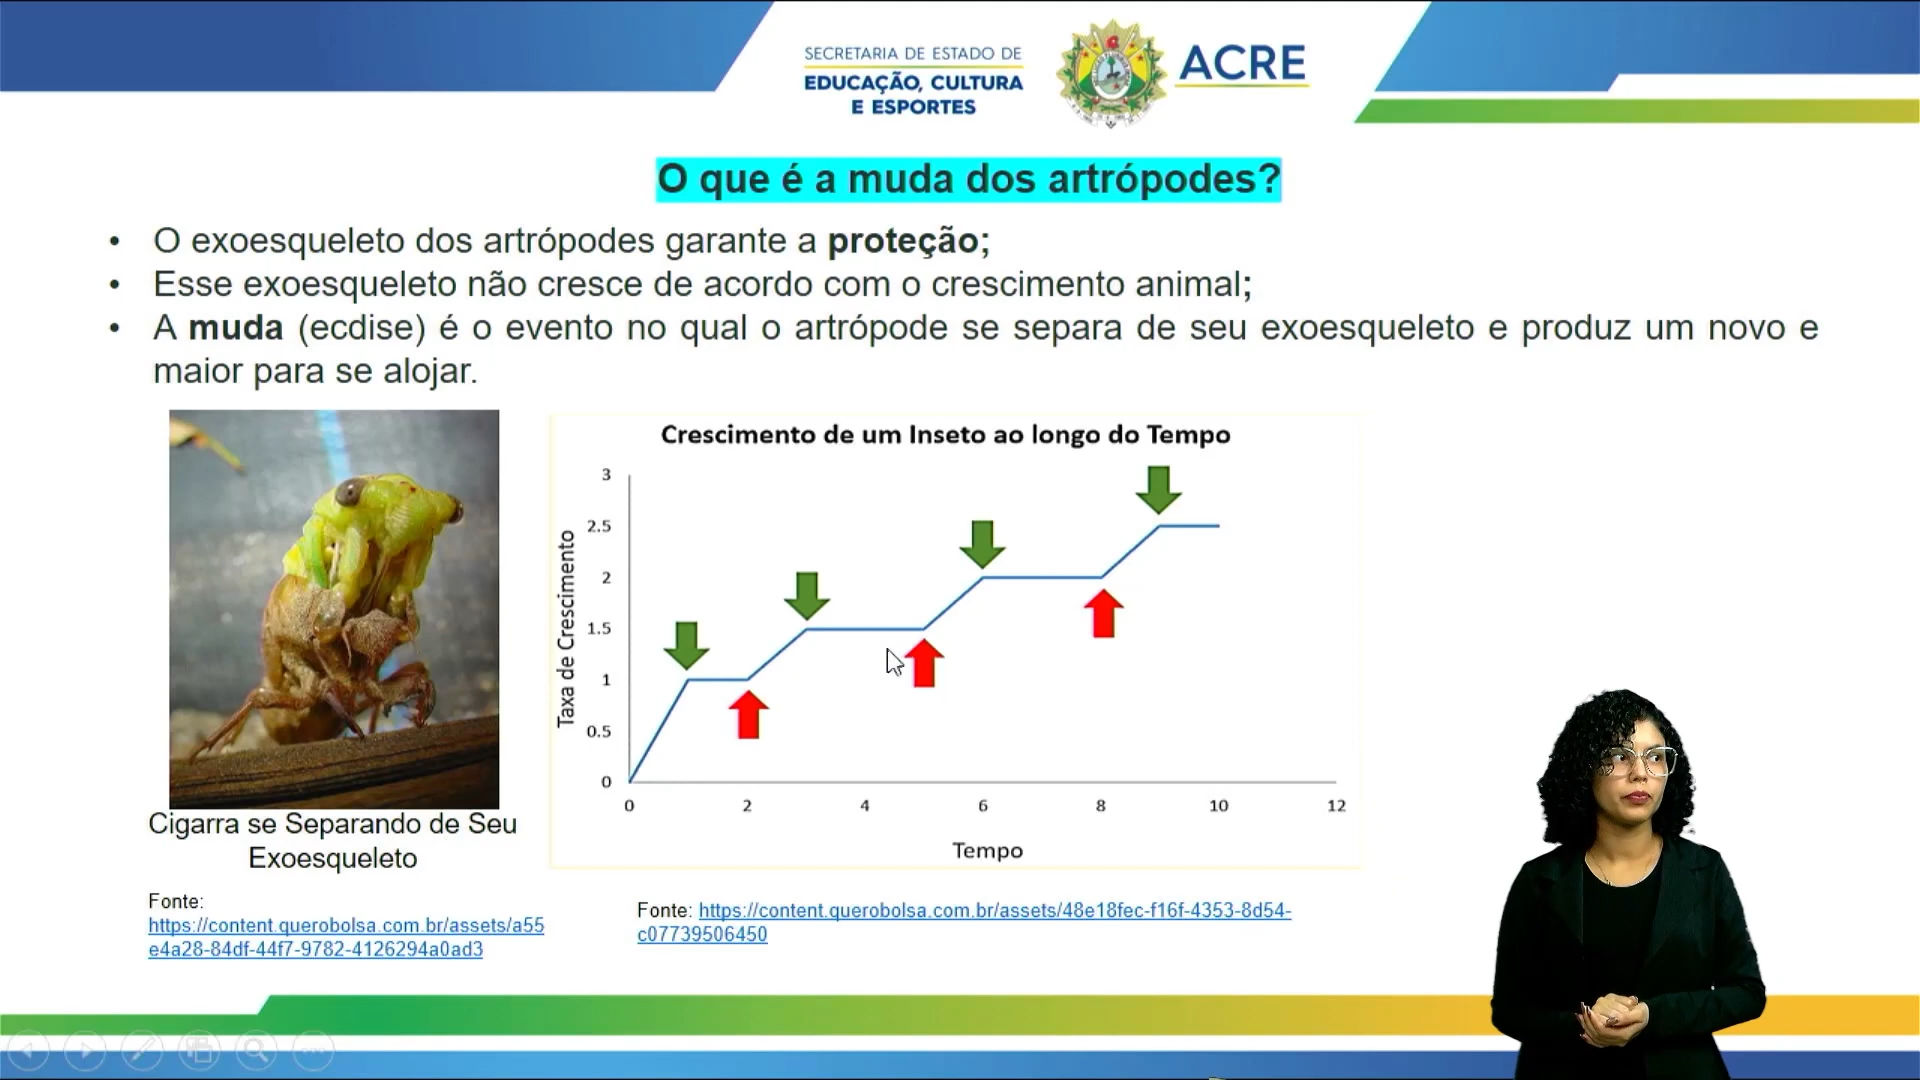 SECRETARIA DE ESTADO DE
EDUCAÇÃO, CULTURA
E ESPORTES
ACRE
O que é a muda dos artrópodes?
• O exoesqueleto dos artrópodes garante a proteção;
• Esse exoesqueleto não cresce de acordo com o crescimento animal;
• A muda (ecdise) é o evento no qual o artrópode se separa de seu exoesqueleto e produz um novo e
maior para se alojar.
Cigarra se Separando de Seu
Exoesqueleto
Fonte:
https://content.querobolsa.com.br/assets/a55
e4a28-84df-44f7-9782-4126294a0ad3
Crescimento de um Inseto ao longo do Tempo
Taxa de Crescimento
3
2.5
2
1.5
1
0.5
0
0 2 4 6 8 10 12
Tempo
Fonte: https://content.querobolsa.com.br/assets/48e18fec-f16f-4353-8d54-
c07739506450